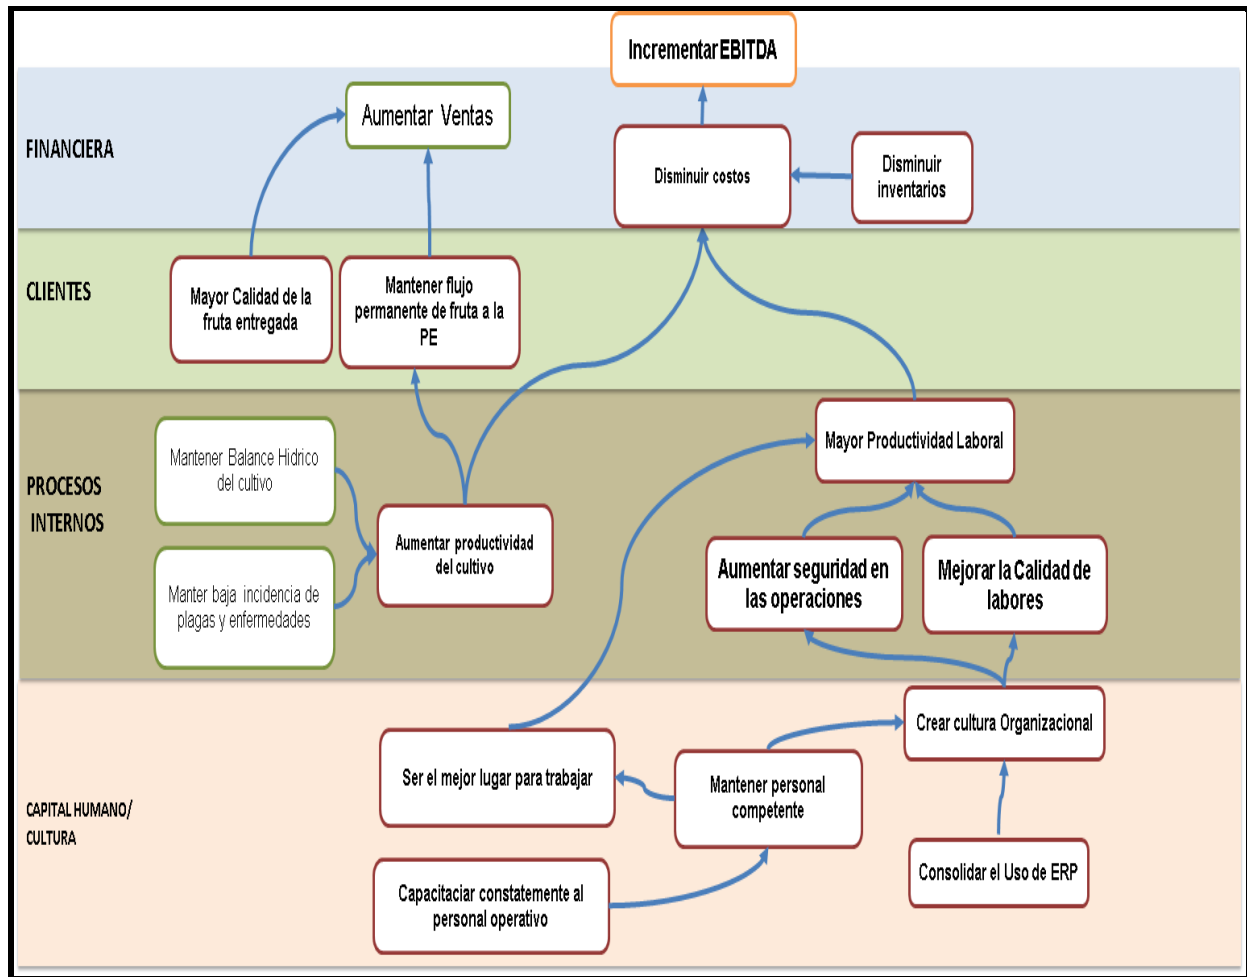 Incrementar EBITDA
FINANCIERA
Aumentar Ventas
Disminuir costos
Disminuir
inventarios
CLIENTES
Mayor Calidad de la
fruta entregada
Mantener flujo
permanente de fruta a la
PE
PROCESOS
INTERNOS
Mantener Balance Hidrico
del cultivo
Manter baja incidencia de
plagas y enfermedades
Aumentar productividad
del cultivo
Mayor Productividad Laboral
Aumentar seguridad en
las operaciones
Mejorar la Calidad de
labores
CAPITAL HUMANO/
CULTURA
Ser el mejor lugar para trabajar
Mantener personal
competente
Crear cultura Organizacional
Capacitaciar constatemente al
personal operativo
Consolidar el Uso de ERP